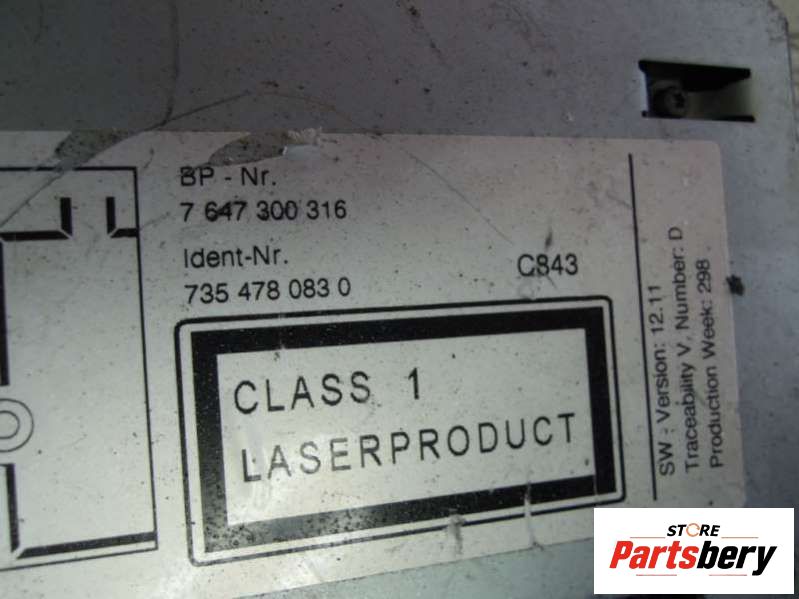 BP - Nr.
7 647 300 316
Ident-Nr.
735 478 083 0
C843
CLASS 1
LASERPRODUCT
SW - Version: 12.11
Traceability V, Number: D
Production Week: 298
STORE
Partsbery